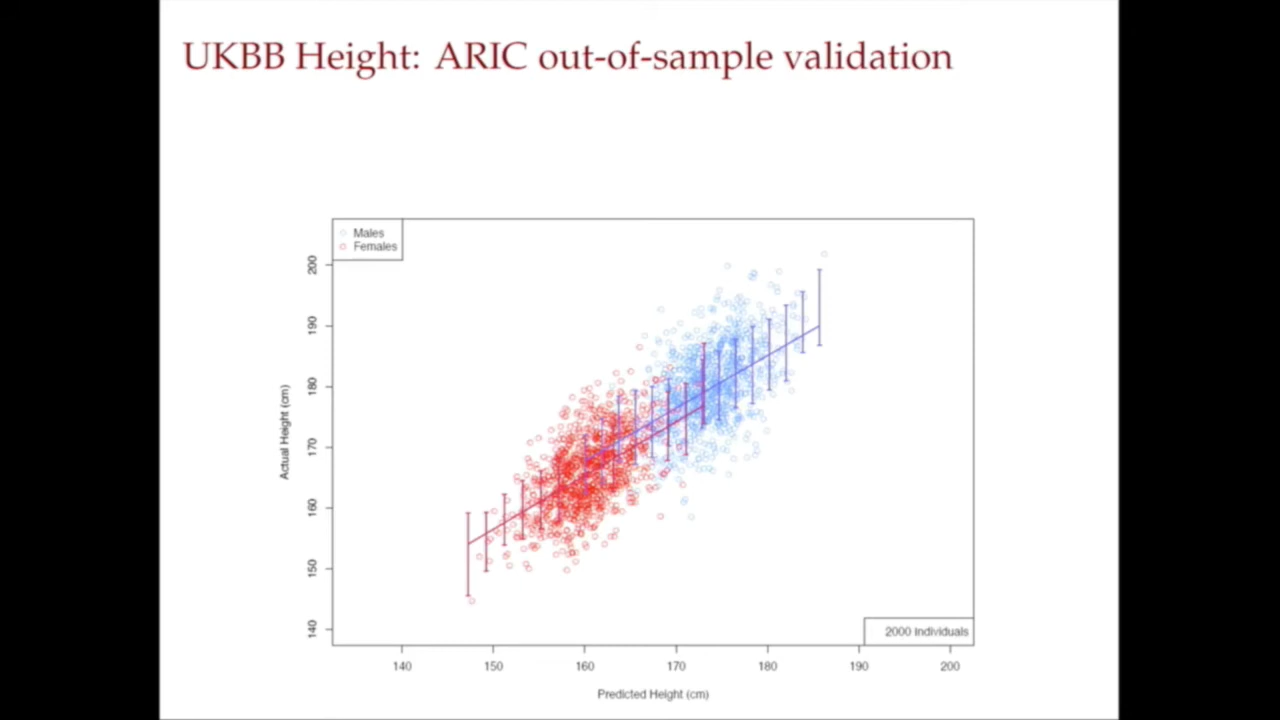 UKBB Height: ARIC out-of-sample validation
Males
Females
200
190
180
170
160
150
140
Actual Height (cm)
2000 Individuals
140 150 160 170 180 190 200
Predicted Height (cm)